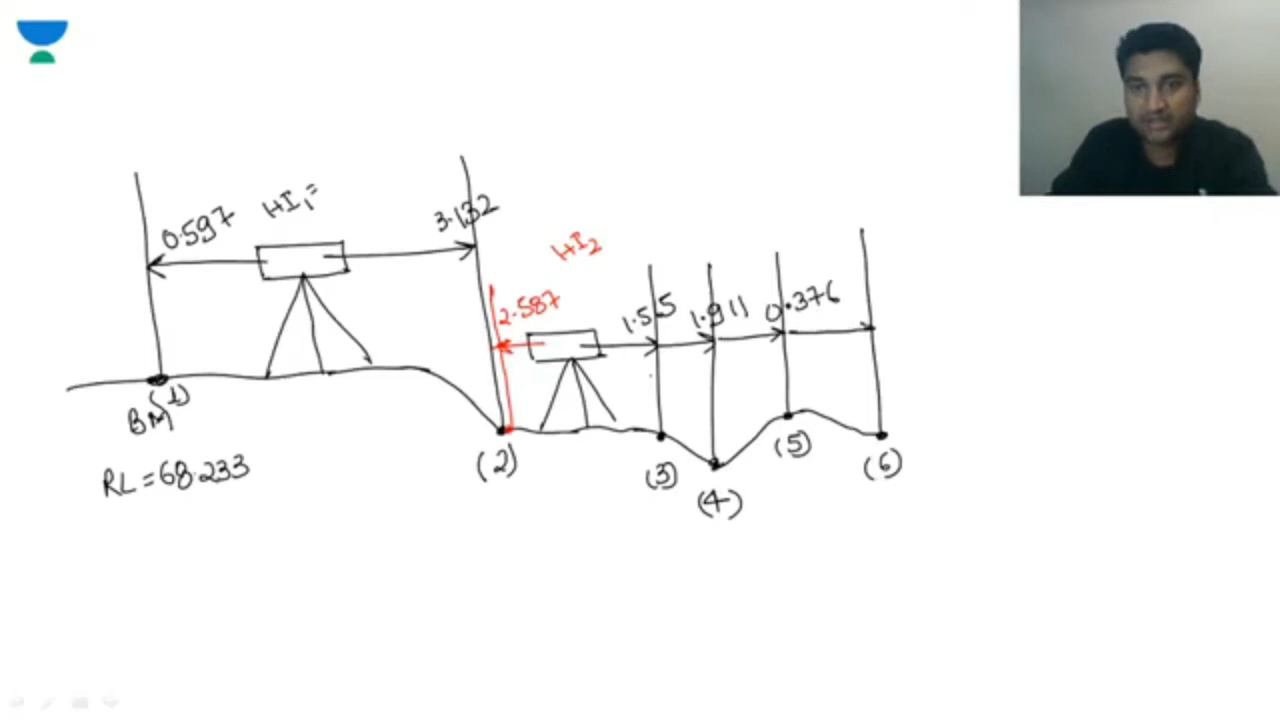 HI₁=
0.597
3.132
HI₂
2.587
1.55
1.911
0.376
BM(1)
RL=68.233
(2)
(3)
(4)
(5)
(6)